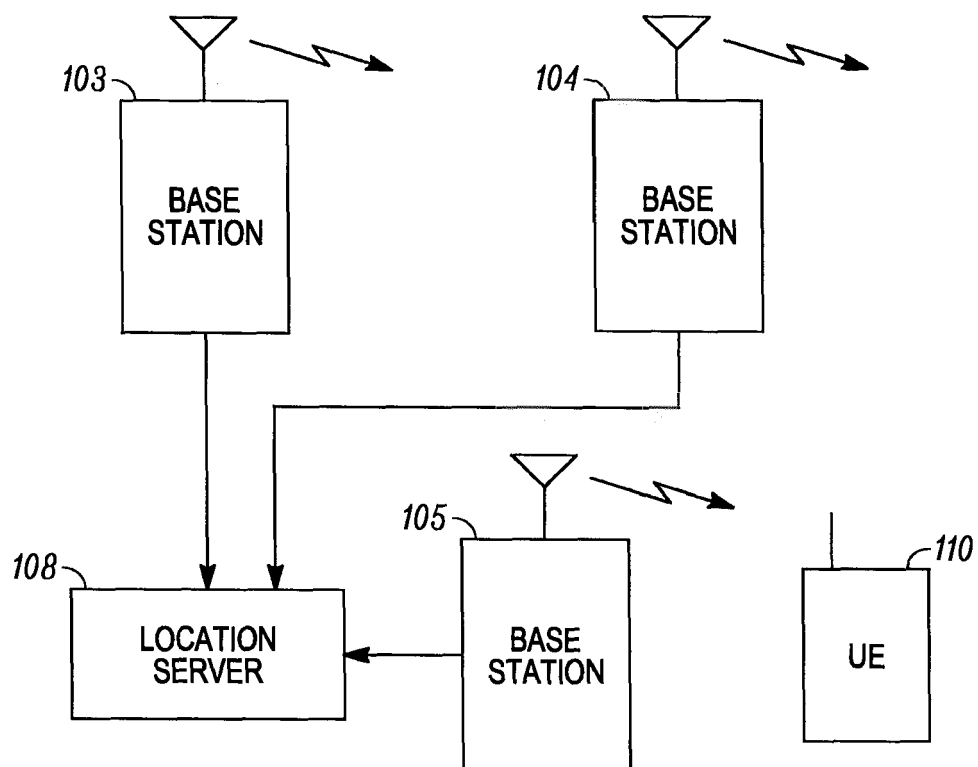 103
104
BASE
STATION
BASE
STATION
105
108
110
LOCATION
SERVER
BASE
STATION
UE